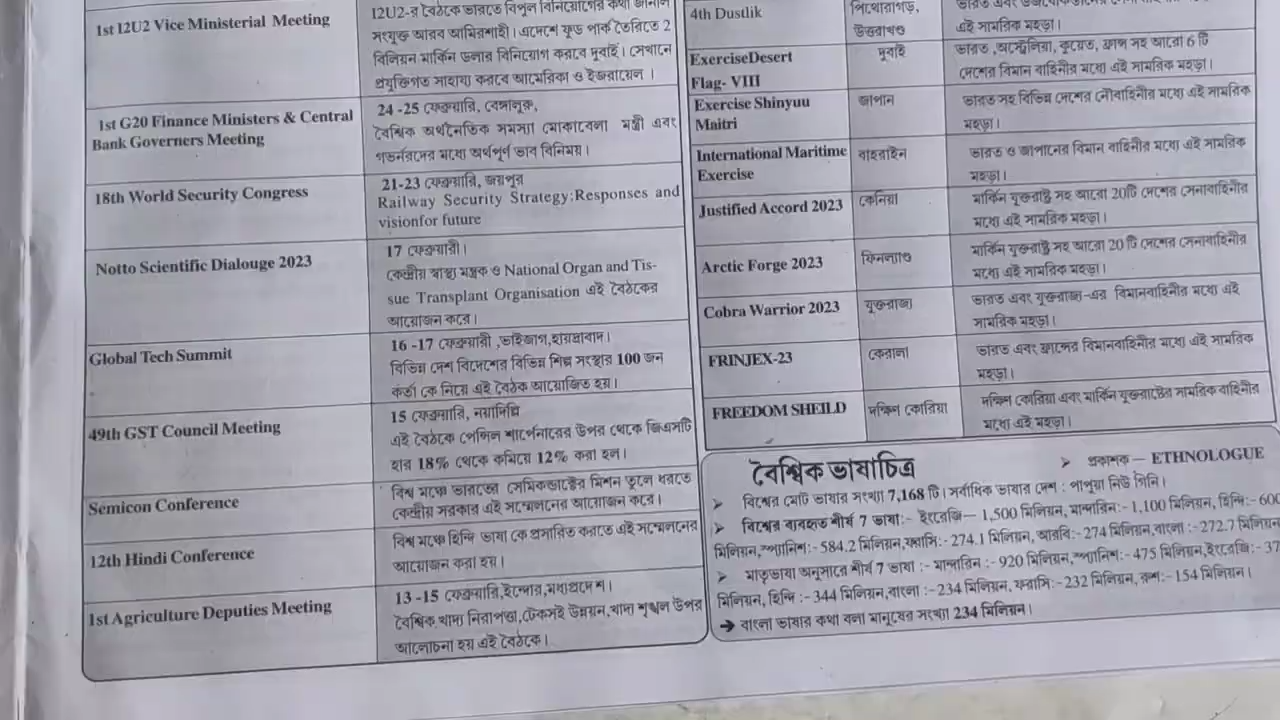 1st 12U2 Vice Ministerial Meeting
12U2-র বৈঠকে ভারতে বিপুল বিনিয়োগের কথা জানাল
সংযুক্ত আরব আমিরশাহী। এদেশে ফুড পার্ক তৈরিতে 2
বিলিয়ন মার্কিন ডলার বিনিয়োগ করবে দুবাই। সেখানে
প্রযুক্তিগত সাহায্য করবে আমেরিকা ও ইজরায়েল।
1st G20 Finance Ministers & Central
Bank Governers Meeting
24 -25 ফেব্রুয়ারি, বেঙ্গালুরু,
বৈশ্বিক অর্থনৈতিক সমস্যা মোকাবেলা মন্ত্রী এবং
গভর্নরদের মধ্যে অর্থপূর্ণ ভাব বিনিময়।
18th World Security Congress
21-23 ফেব্রুয়ারি, জয়পুর
Railway Security Strategy:Responses and
visionfor future
Notto Scientific Dialouge 2023
17 ফেব্রুয়ারী।
কেন্দ্রীয় স্বাস্থ্য মন্ত্রক ও National Organ and Tis-
sue Transplant Organisation এই বৈঠকের
আয়োজন করে।
Global Tech Summit
16 -17 ফেব্রুয়ারী ,ভাইজাগ,হায়দ্রাবাদ।
বিভিন্ন দেশ বিদেশের বিভিন্ন শিল্প সংস্থার 100 জন
কর্তা কে নিয়ে এই বৈঠক আয়োজিত হয়।
49th GST Council Meeting
15 ফেব্রুয়ারি, নয়াদিল্লি
এই বৈঠকে পেন্সিল শার্পেনারের উপর থেকে জিএসটি
হার 18% থেকে কমিয়ে 12% করা হল।
Semicon Conference
বিশ্ব মঞ্চে ভারতের সেমিকন্ডাক্টর মিশন তুলে ধরতে
কেন্দ্রীয় সরকার এই সম্মেলনের আয়োজন করে।
12th Hindi Conference
বিশ্ব মঞ্চে হিন্দি ভাষা কে প্রসারিত করতে এই সম্মেলনের
আয়োজন করা হয়।
1st Agriculture Deputies Meeting
13 -15 ফেব্রুয়ারি,ইন্দোর,মধ্যপ্রদেশ।
বৈশ্বিক খাদ্য নিরাপত্তা,টেকসই উন্নয়ন,খাদ্য শৃঙ্খল উপর
আলোচনা হয় এই বৈঠকে।
4th Dustlik
পিথোরাগড়,
উত্তরাখণ্ড
এই সামরিক মহড়া।
ExerciseDesert
Flag- VIII
দুবাই
ভারত ,অস্ট্রেলিয়া, কুয়েত, ফ্রান্স সহ আরো 6 টি
দেশের বিমান বাহিনীর মধ্যে এই সামরিক মহড়া।
Exercise Shinyuu
Maitri
জাপান
ভারত সহ বিভিন্ন দেশের নৌবাহিনীর মধ্যে এই সামরিক
মহড়া।
International Maritime
Exercise
বাহরাইন
ভারত ও জাপানের বিমান বাহিনীর মধ্যে এই সামরিক
মহড়া।
Justified Accord 2023
কেনিয়া
মার্কিন যুক্তরাষ্ট্র সহ আরো 20টি দেশের সেনাবাহিনীর
মধ্যে এই সামরিক মহড়া।
Arctic Forge 2023
ফিনল্যান্ড
মার্কিন যুক্তরাষ্ট্র সহ আরো 20 টি দেশের সেনাবাহিনীর
মধ্যে এই সামরিক মহড়া।
Cobra Warrior 2023
যুক্তরাজ্য
ভারত এবং যুক্তরাজ্য-এর বিমানবাহিনীর মধ্যে এই
সামরিক মহড়া।
FRINJEX-23
কেরালা
ভারত এবং ফ্রান্সের বিমানবাহিনীর মধ্যে এই সামরিক
মহড়া।
FREEDOM SHEILD
দক্ষিণ কোরিয়া
দক্ষিণ কোরিয়া এবং মার্কিন যুক্তরাষ্ট্রের সামরিক বাহিনীর
মধ্যে এই মহড়া।
বৈশ্বিক ভাষাচিত্র
➢ প্রকাশক — ETHNOLOGUE
➢ বিশ্বের মোট ভাষার সংখ্যা 7,168 টি। সর্বাধিক ভাষার দেশ : পাপুয়া নিউ গিনি।
➢ বিশ্বের ব্যবহৃত শীর্ষ 7 ভাষা:- ইংরেজি— 1,500 মিলিয়ন, মান্দারিন:- 1,100 মিলিয়ন, হিন্দি:-
মিলিয়ন,স্প্যানিশ:- 584.2 মিলিয়ন,ফরাসি:- 274.1 মিলিয়ন, আরবি:- 274 মিলিয়ন,বাংলা :- 272.7
➢ মাতৃভাষা অনুসারে শীর্ষ 7 ভাষা :- মান্দারিন :- 920 মিলিয়ন,স্প্যানিশ:- 475 মিলিয়ন,ইংরেজি:-
মিলিয়ন, হিন্দি :- 344 মিলিয়ন,বাংলা :-234 মিলিয়ন, ফরাসি :-232 মিলিয়ন, রুশ:-154 মিলিয়ন।
➔ বাংলা ভাষার কথা বলা মানুষের সংখ্যা 234 মিলিয়ন।